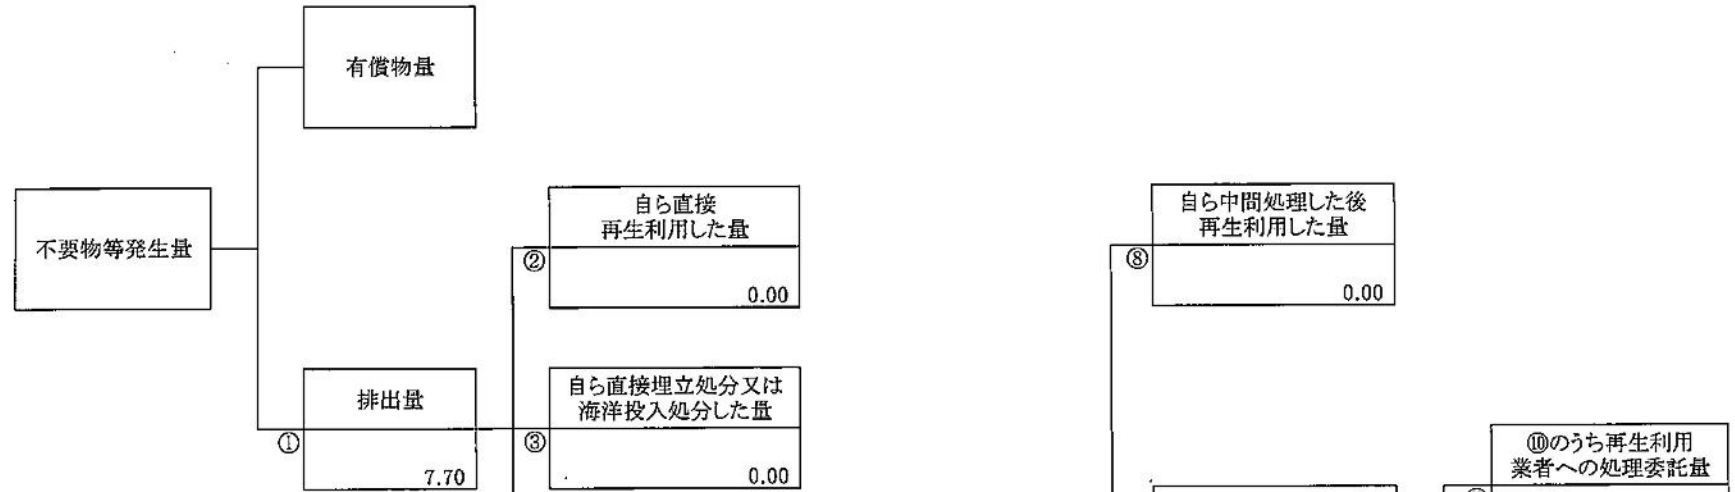 有償物量
不要物等発生量
自ら直接
再生利用した量
②
0.00
自ら中間処理した後
再生利用した量
⑧
0.00
排出量
①
7.70
自ら直接埋立処分又は
海洋投入処分した量
③
0.00
⑩のうち再生利用
業者への処理委託量